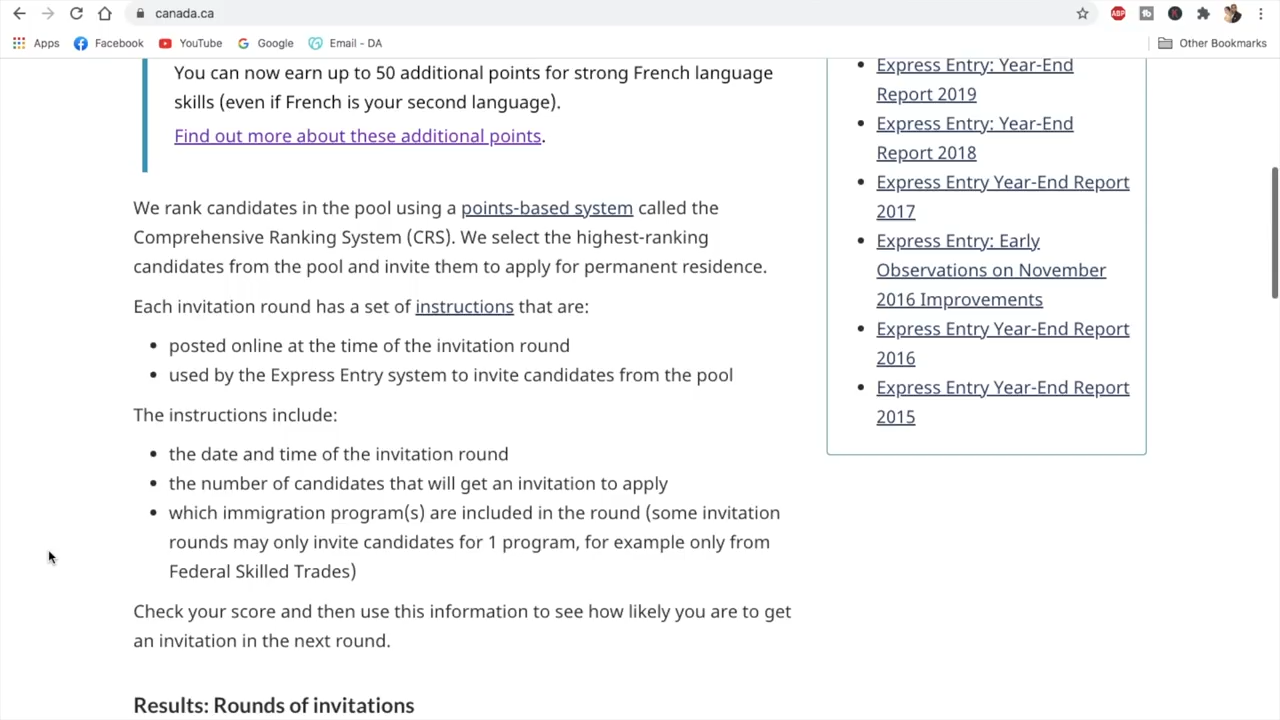 canada.ca
ABP
Apps
Facebook
YouTube
Google
Email - DA
Other Bookmarks
You can now earn up to 50 additional points for strong French language
skills (even if French is your second language).
Find out more about these additional points.
We rank candidates in the pool using a points-based system called the
Comprehensive Ranking System (CRS). We select the highest-ranking
candidates from the pool and invite them to apply for permanent residence.
Each invitation round has a set of instructions that are:
• posted online at the time of the invitation round
• used by the Express Entry system to invite candidates from the pool
The instructions include:
• the date and time of the invitation round
• the number of candidates that will get an invitation to apply
• which immigration program(s) are included in the round (some invitation
rounds may only invite candidates for 1 program, for example only from
Federal Skilled Trades)
Check your score and then use this information to see how likely you are to get
an invitation in the next round.
Results: Rounds of invitations
• Express Entry: Year-End
Report 2019
• Express Entry: Year-End
Report 2018
• Express Entry Year-End Report
2017
• Express Entry: Early
Observations on November
2016 Improvements
• Express Entry Year-End Report
2016
• Express Entry Year-End Report
2015